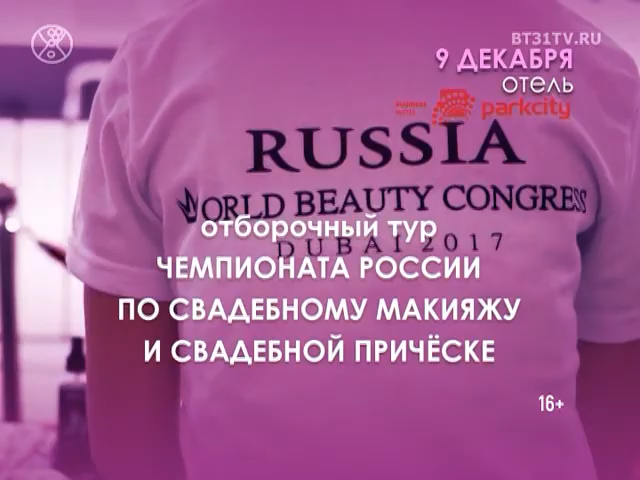 BT31TV.RU
9 ДЕКАБРЯ
отель
parkcity
RUSSIA
WORLD BEAUTY CONGRESS
DUBAI 2017
отборочный тур
ЧЕМПИОНАТА РОССИИ
ПО СВАДЕБНОМУ МАКИЯЖУ
И СВАДЕБНОЙ ПРИЧЁСКЕ
16+